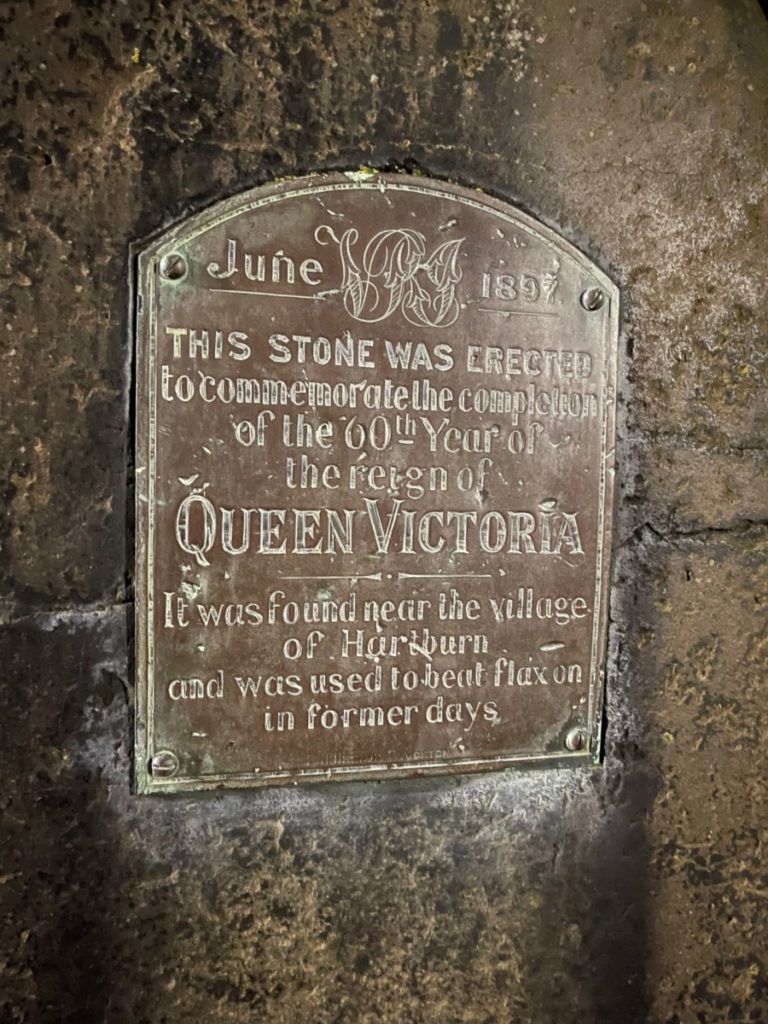 June VRI 1897.
THIS STONE WAS ERECTED
to commemorate the completion
of the 60th Year of
the reign of
QUEEN VICTORIA
It was found near the village
of Hartburn
and was used to beat flax on
in former days